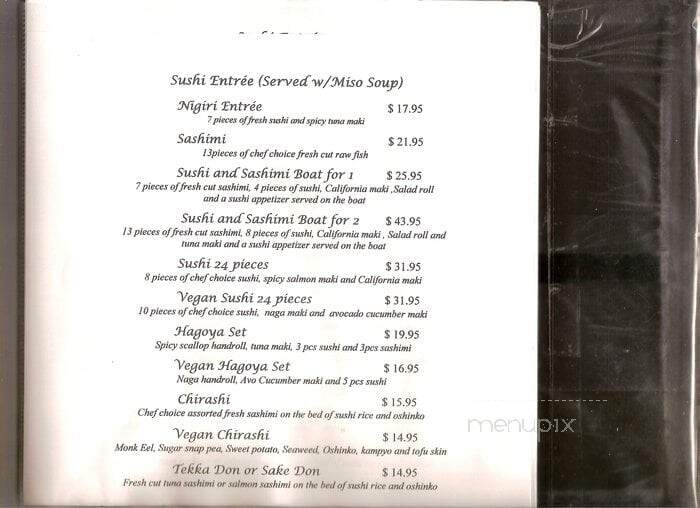 Sushi Entrée (Served w/Miso Soup)
Nigiri Entrée $ 17.95
7 pieces of fresh sushi and spicy tuna maki
Sashimi $ 21.95
13pieces of chef choice fresh cut raw fish
Sushi and Sashimi Boat for 1 $ 25.95
7 pieces of fresh cut sashimi, 4 pieces of sushi, California maki ,Salad roll
and a sushi appetizer served on the boat
Sushi and Sashimi Boat for 2 $ 43.95
13 pieces of fresh cut sashimi, 8 pieces of sushi, California maki , Salad roll and
tuna maki and a sushi appetizer served on the boat
Sushi 24 pieces $ 31.95
8 pieces of chef choice sushi, spicy salmon maki and California maki
Vegan Sushi 24 pieces $ 31.95
10 pieces of chef choice sushi, naga maki and avocado cucumber maki
Hagoya Set $ 19.95
Spicy scallop handroll, tuna maki, 3 pcs sushi and 3pcs sashimi
Vegan Hagoya Set $ 16.95
Naga handroll, Avo Cucumber maki and 5 pcs sushi
Chirashi $ 15.95
Chef choice assorted fresh sashimi on the bed of sushi rice and oshinko
menupix
Vegan Chirashi $ 14.95
Monk Eel, Sugar snap pea, Sweet potato, Seaweed, Oshinko, kampyo and tofu skin
Tekka Don or Sake Don $ 14.95
Fresh cut tuna sashimi or salmon sashimi on the bed of sushi rice and oshinko